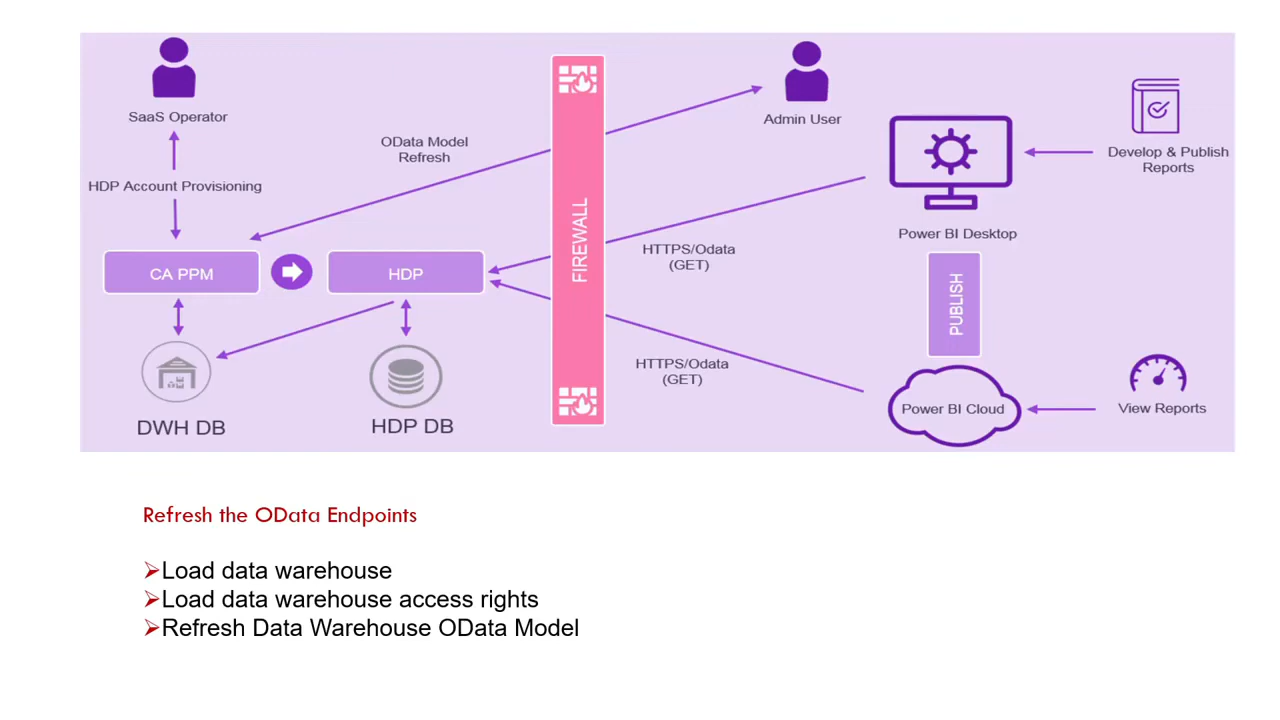 SaaS Operator
HDP Account Provisioning
OData Model
Refresh
CA PPM
HDP
DWH DB
HDP DB
FIREWALL
Admin User
HTTPS/Odata
(GET)
HTTPS/Odata
(GET)
Power BI Desktop
Develop & Publish
Reports
PUBLISH
Power BI Cloud
View Reports
Refresh the OData Endpoints
Load data warehouse
Load data warehouse access rights
Refresh Data Warehouse OData Model